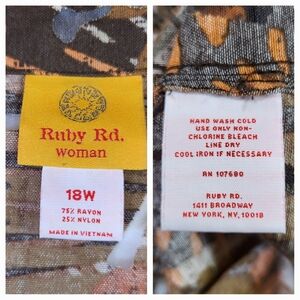 Ruby Rd.
woman
18W
75% RAYON
25% NYLON
MADE IN VIETNAM
HAND WASH COLD
USE ONLY NON-
CHLORINE BLEACH
LINE DRY
COOL IRON IF NECESSARY
RN 107680
RUBY RD.
1411 BROADWAY
NEW YORK, NY, 10018